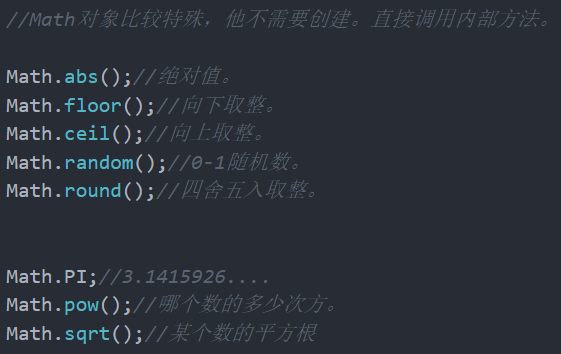 //Math对象比较特殊，他不需要创建。直接调用内部方法。
Math.abs();//绝对值。
Math.floor();//向下取整。
Math.ceil();//向上取整。
Math.random();//0-1随机数。
Math.round();//四舍五入取整。
Math.PI;//3.1415926....
Math.pow();//哪个数的多少次方。
Math.sqrt();//某个数的平方根